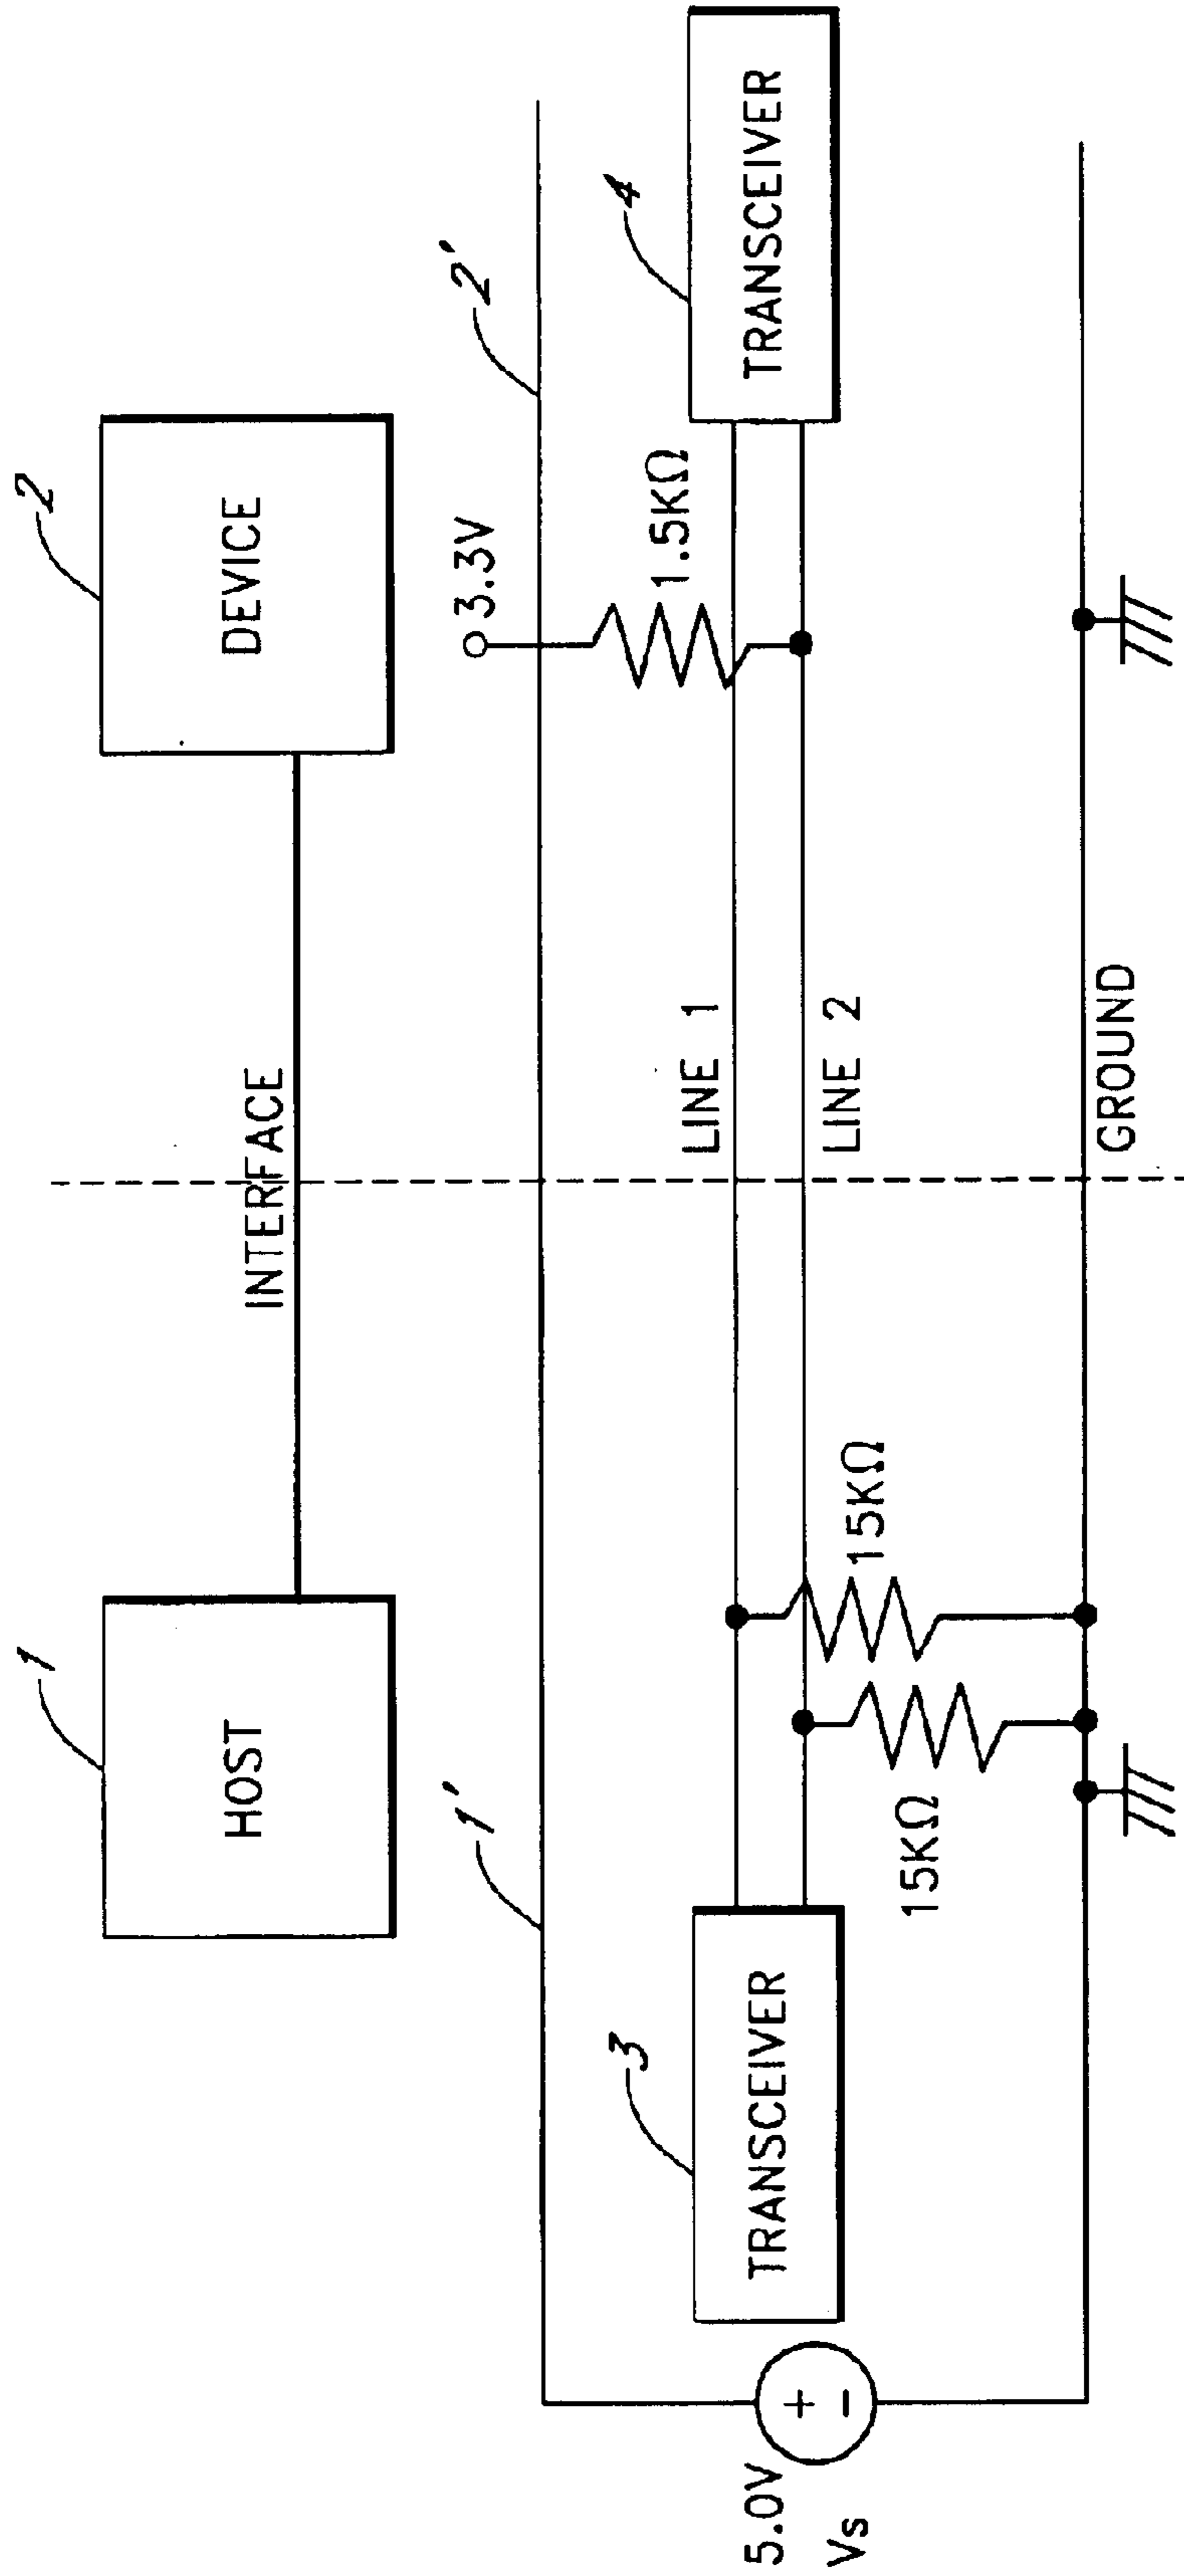 1
HOST
INTERFACE
2
DEVICE
1'
2'
3.3V
3
TRANSCEIVER
4
TRANSCEIVER
1.5KΩ
LINE 1
LINE 2
15KΩ
15KΩ
5.0V
Vs
+
-
GROUND